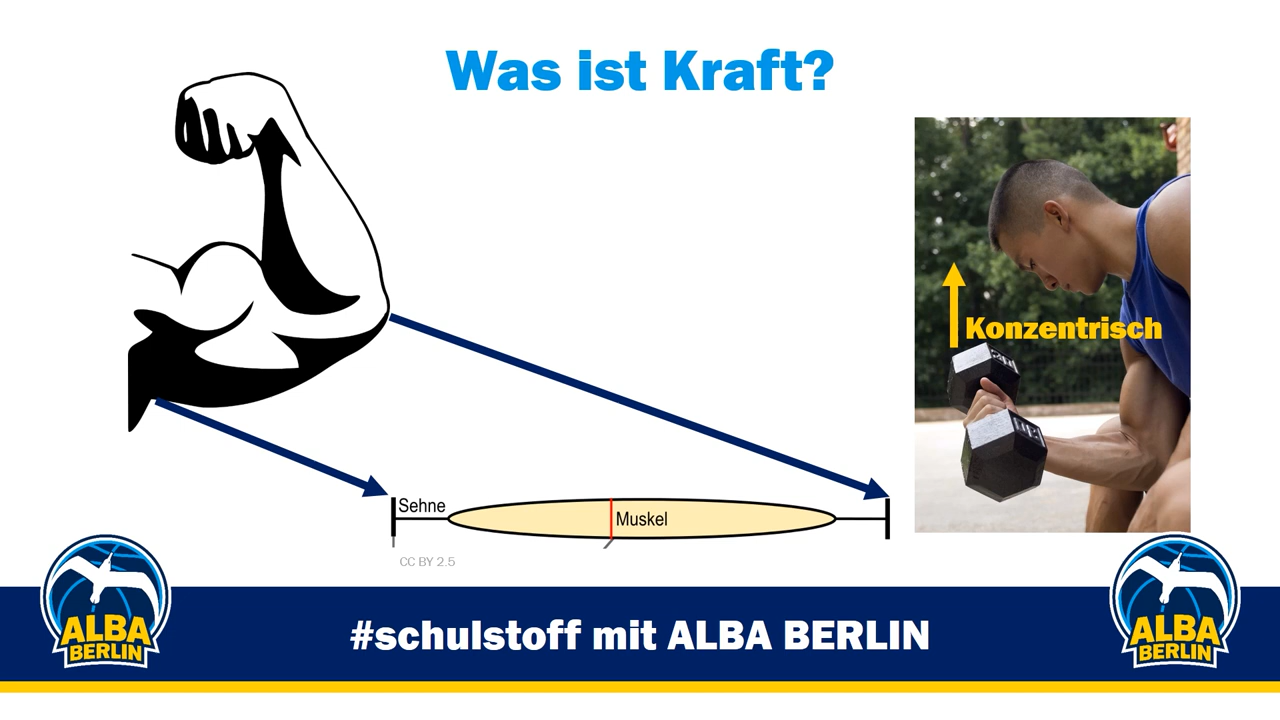 Was ist Kraft?
Konzentrisch
Sehne
Muskel
CC BY 2.5
ALBA
BERLIN
#schulstoff mit ALBA BERLIN
ALBA
BERLIN